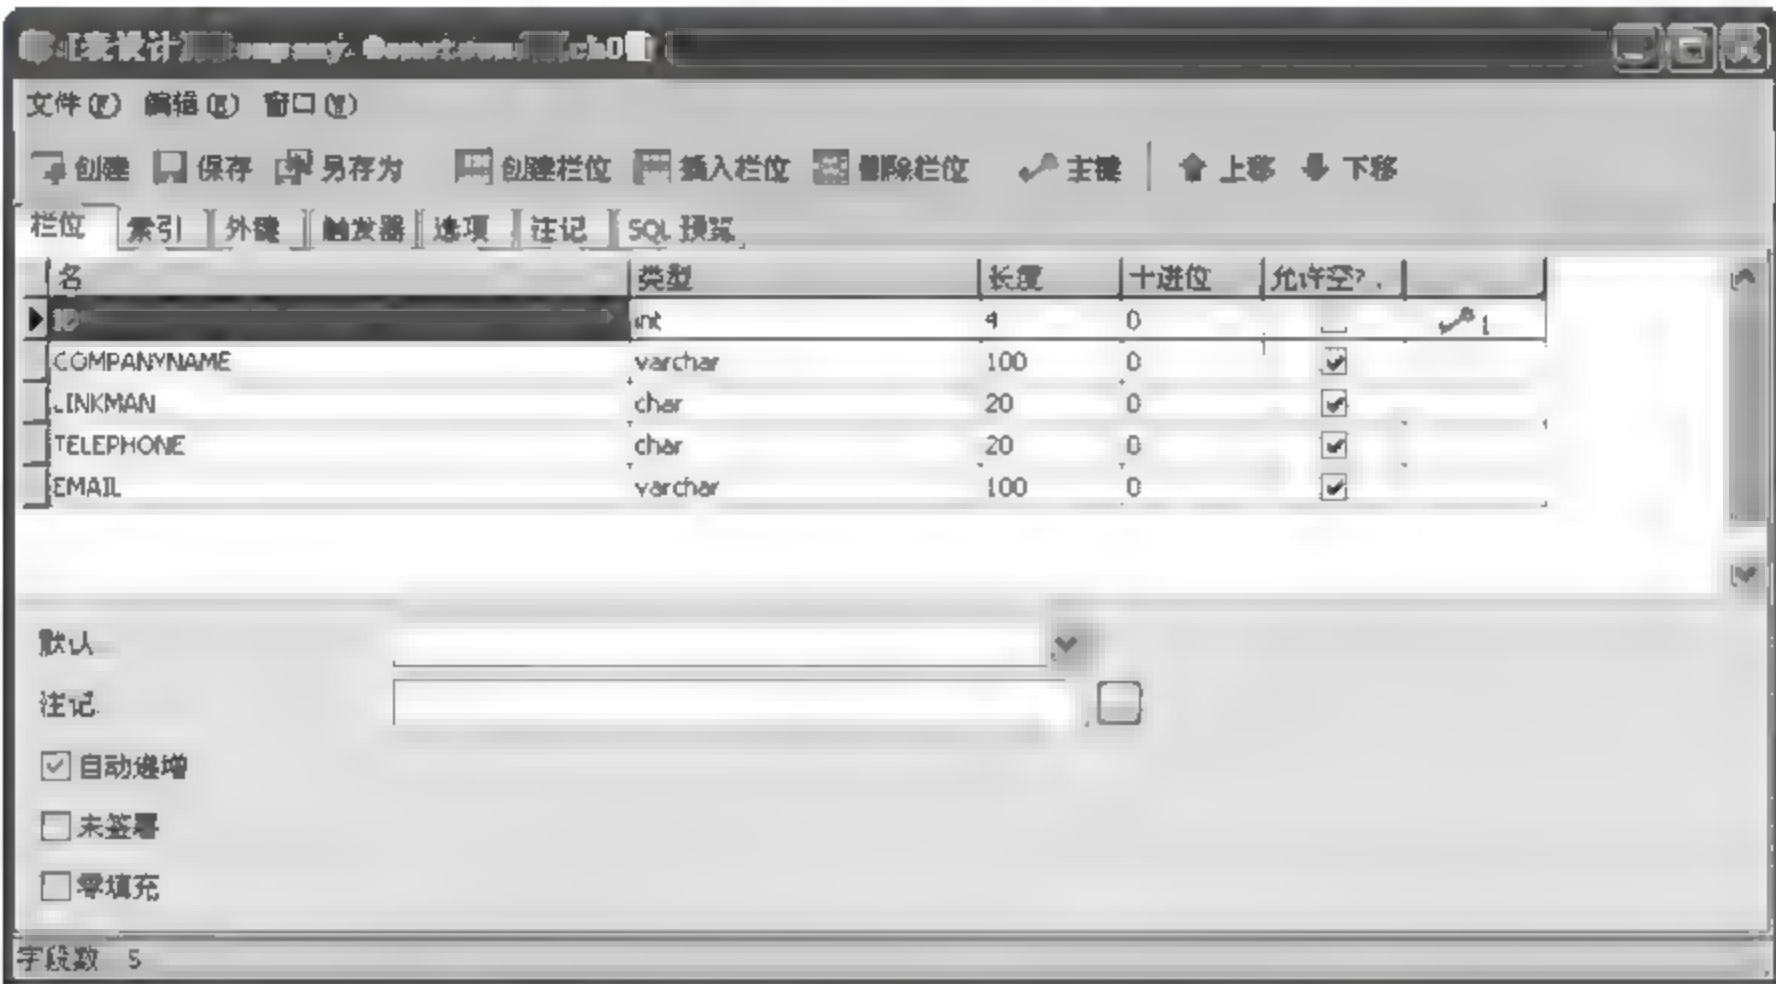 [表设计]
文件(F) 编辑(E) 窗口(W)
创建 保存 另存为 创建栏位 插入栏位 删除栏位 主键 上移 下移
栏位 索引 外键 触发器 选项 注记 SQL 预览
名 类型 长度 十进位 允许空?
int 4 0 1
COMPANYNAME varchar 100 0
LINKMAN char 20 0
TELEPHONE char 20 0
EMAIL varchar 100 0
默认
注记
自动递增
未签署
零填充
字段数 5